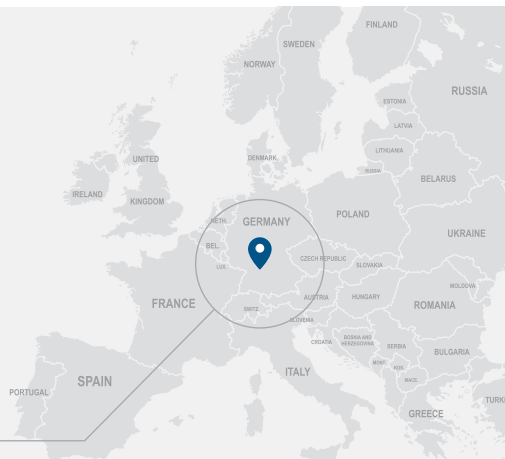 FINLAND
SWEDEN
NORWAY
RUSSIA
ESTONIA
LATVIA
LITHUANIA
RUSSIA
DENMARK
UNITED
KINGDOM
IRELAND
BELARUS
NETH.
GERMANY
POLAND
BEL.
UKRAINE
LUX.
CZECH REPUBLIC
SLOVAKIA
MOLDOVA
FRANCE
SWITZ.
AUSTRIA
HUNGARY
ROMANIA
SLOVENIA
CROATIA
BOSNIA AND
HERZEGOVINA
SERBIA
BULGARIA
MONT.
KOS.
MACE.
ITALY
SPAIN
PORTUGAL
GREECE
TURK